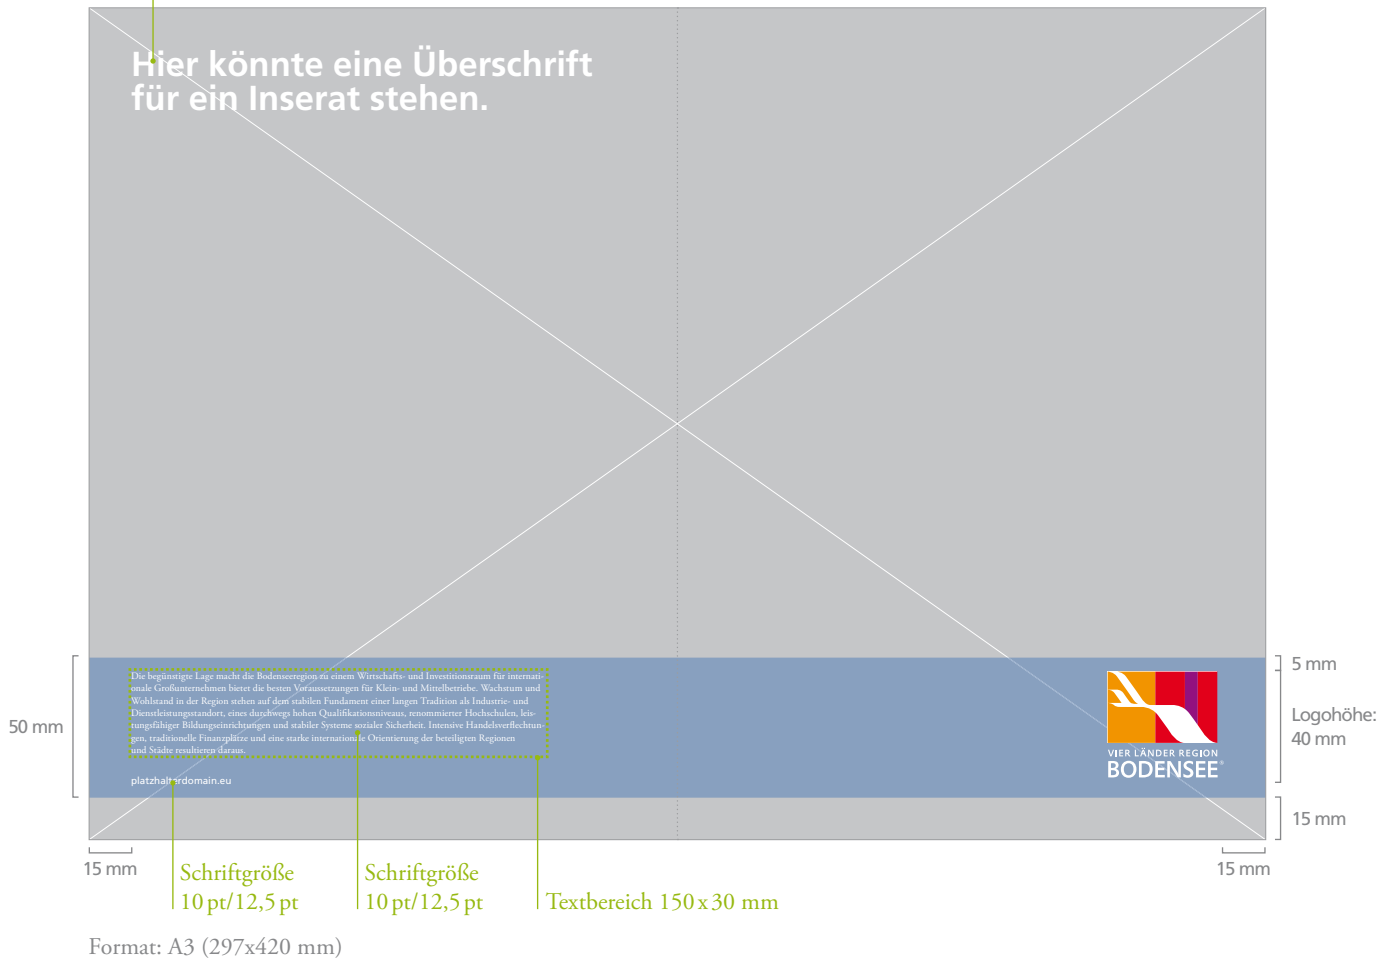 Hier könnte eine Überschrift
für ein Inserat stehen.
Die begünstigte Lage macht die Bodenseeregion zu einem Wirtschafts- und Investitionsraum für internati-
onale Großunternehmen bietet die besten Voraussetzungen für Klein- und Mittelbetriebe. Wachstum und
Wohlstand in der Region stehen auf dem stabilen Fundament einer langen Tradition als Industrie- und
Dienstleistungsstandort, eines durchwegs hohen Qualifikationsniveaus, renommierter Hochschulen, leis-
tungsfähiger Bildungseinrichtungen und stabiler Systeme sozialer Sicherheit. Intensive Handelsverflechtun-
gen, traditionelle Finanzplätze und eine starke internationale Orientierung der beteiligten Regionen
und Städte resultieren daraus.
platzhalterdomain.eu
VIER LÄNDER REGION
BODENSEE®
50 mm
5 mm
Logohöhe:
40 mm
15 mm
15 mm
15 mm
Schriftgröße
10 pt/12,5 pt
Schriftgröße
10 pt/12,5 pt
Textbereich 150 x 30 mm
Format: A3 (297x420 mm)